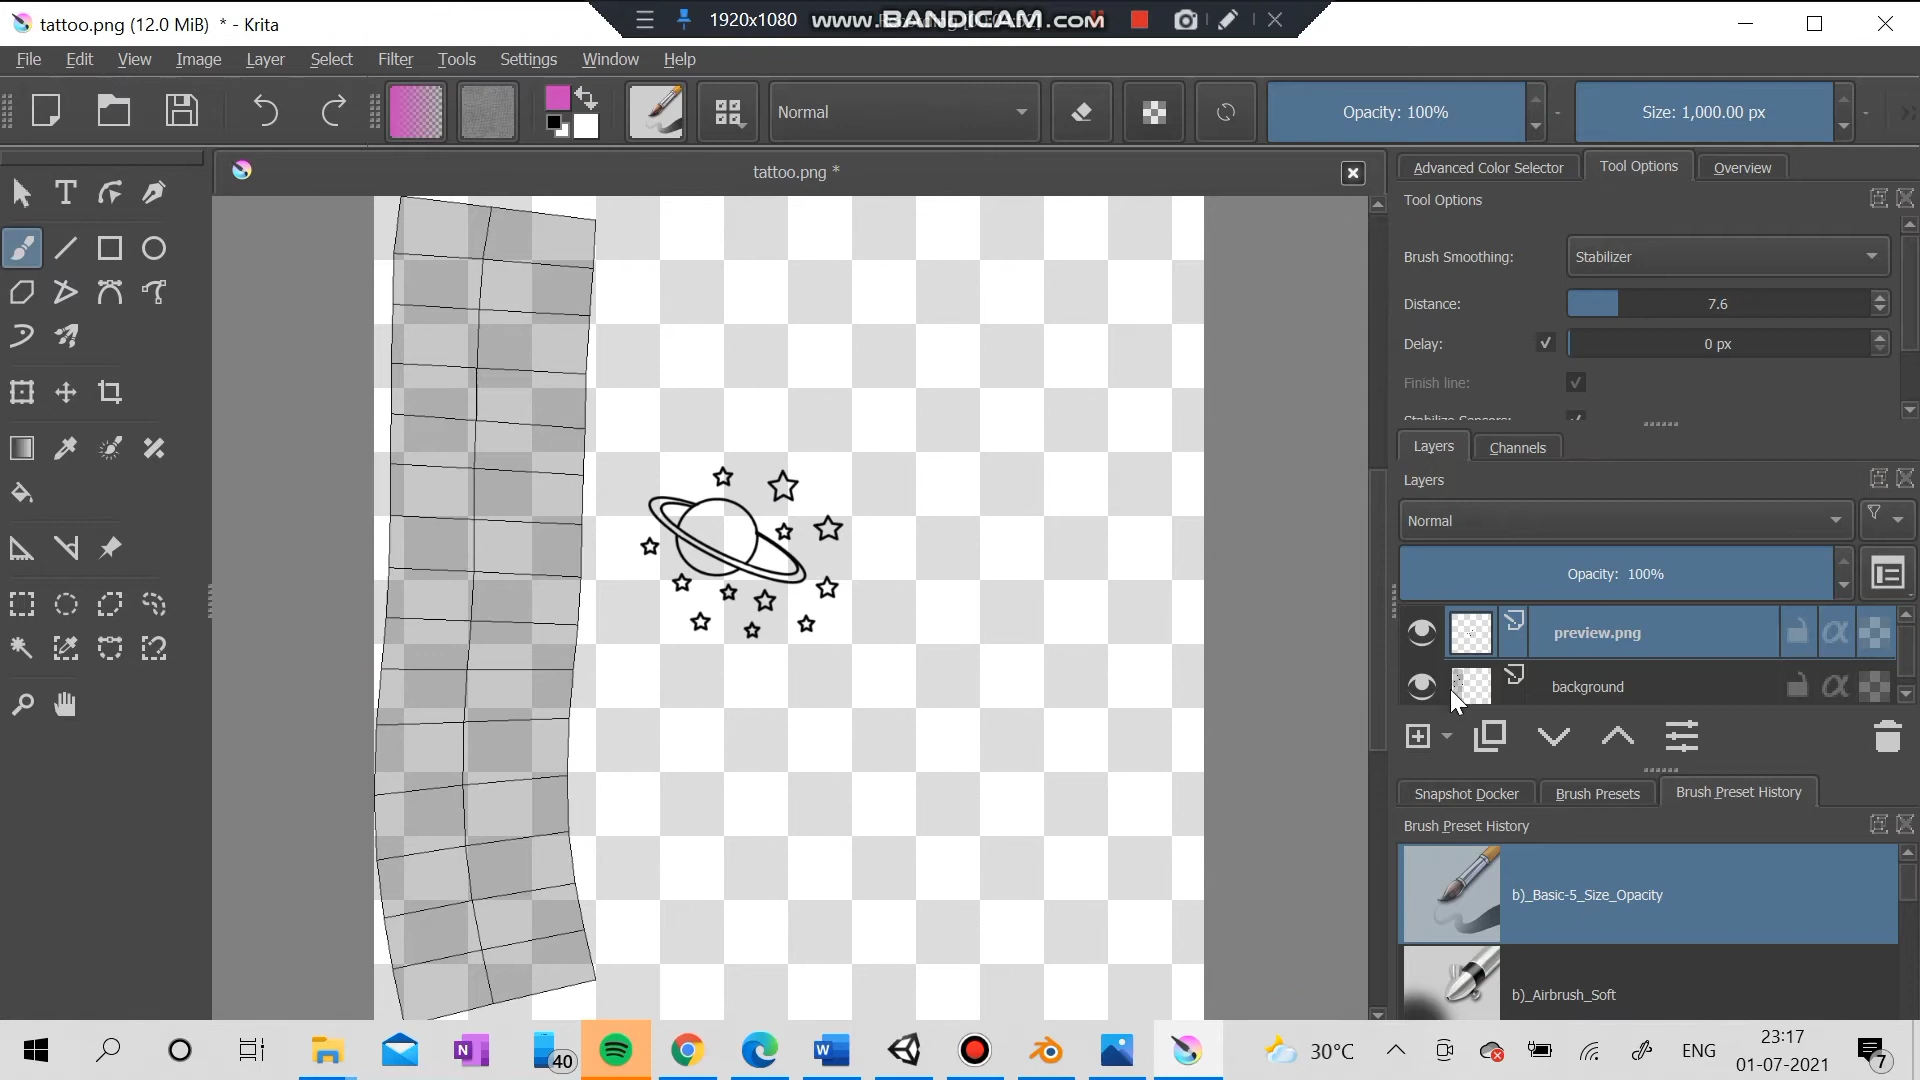 tattoo.png (12.0 MiB) * - Krita
1920x1080
www.BANDICAM.com
File Edit View Image Layer Select Filter Tools Settings Window Help
Normal
Opacity: 100%
Size: 1,000.00 px
tattoo.png *
Advanced Color Selector
Tool Options
Overview
Tool Options
Brush Smoothing:
Stabilizer
Distance:
7.6
Delay:
0 px
Finish line:
Stabilize Sensors:
Layers
Channels
Layers
Normal
Opacity: 100%
preview.png
background
Snapshot Docker
Brush Presets
Brush Preset History
Brush Preset History
b)_Basic-5_Size_Opacity
b)_Airbrush_Soft
40
30°C
ENG
23:17
01-07-2021
7